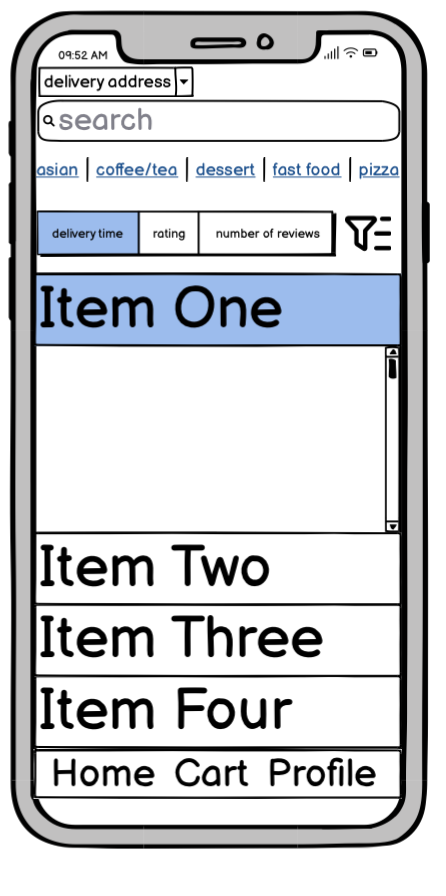 09:52 AM
delivery address
search
asian coffee/tea dessert fast food pizza
delivery time rating number of reviews
Item One
Item Two
Item Three
Item Four
Home Cart Profile